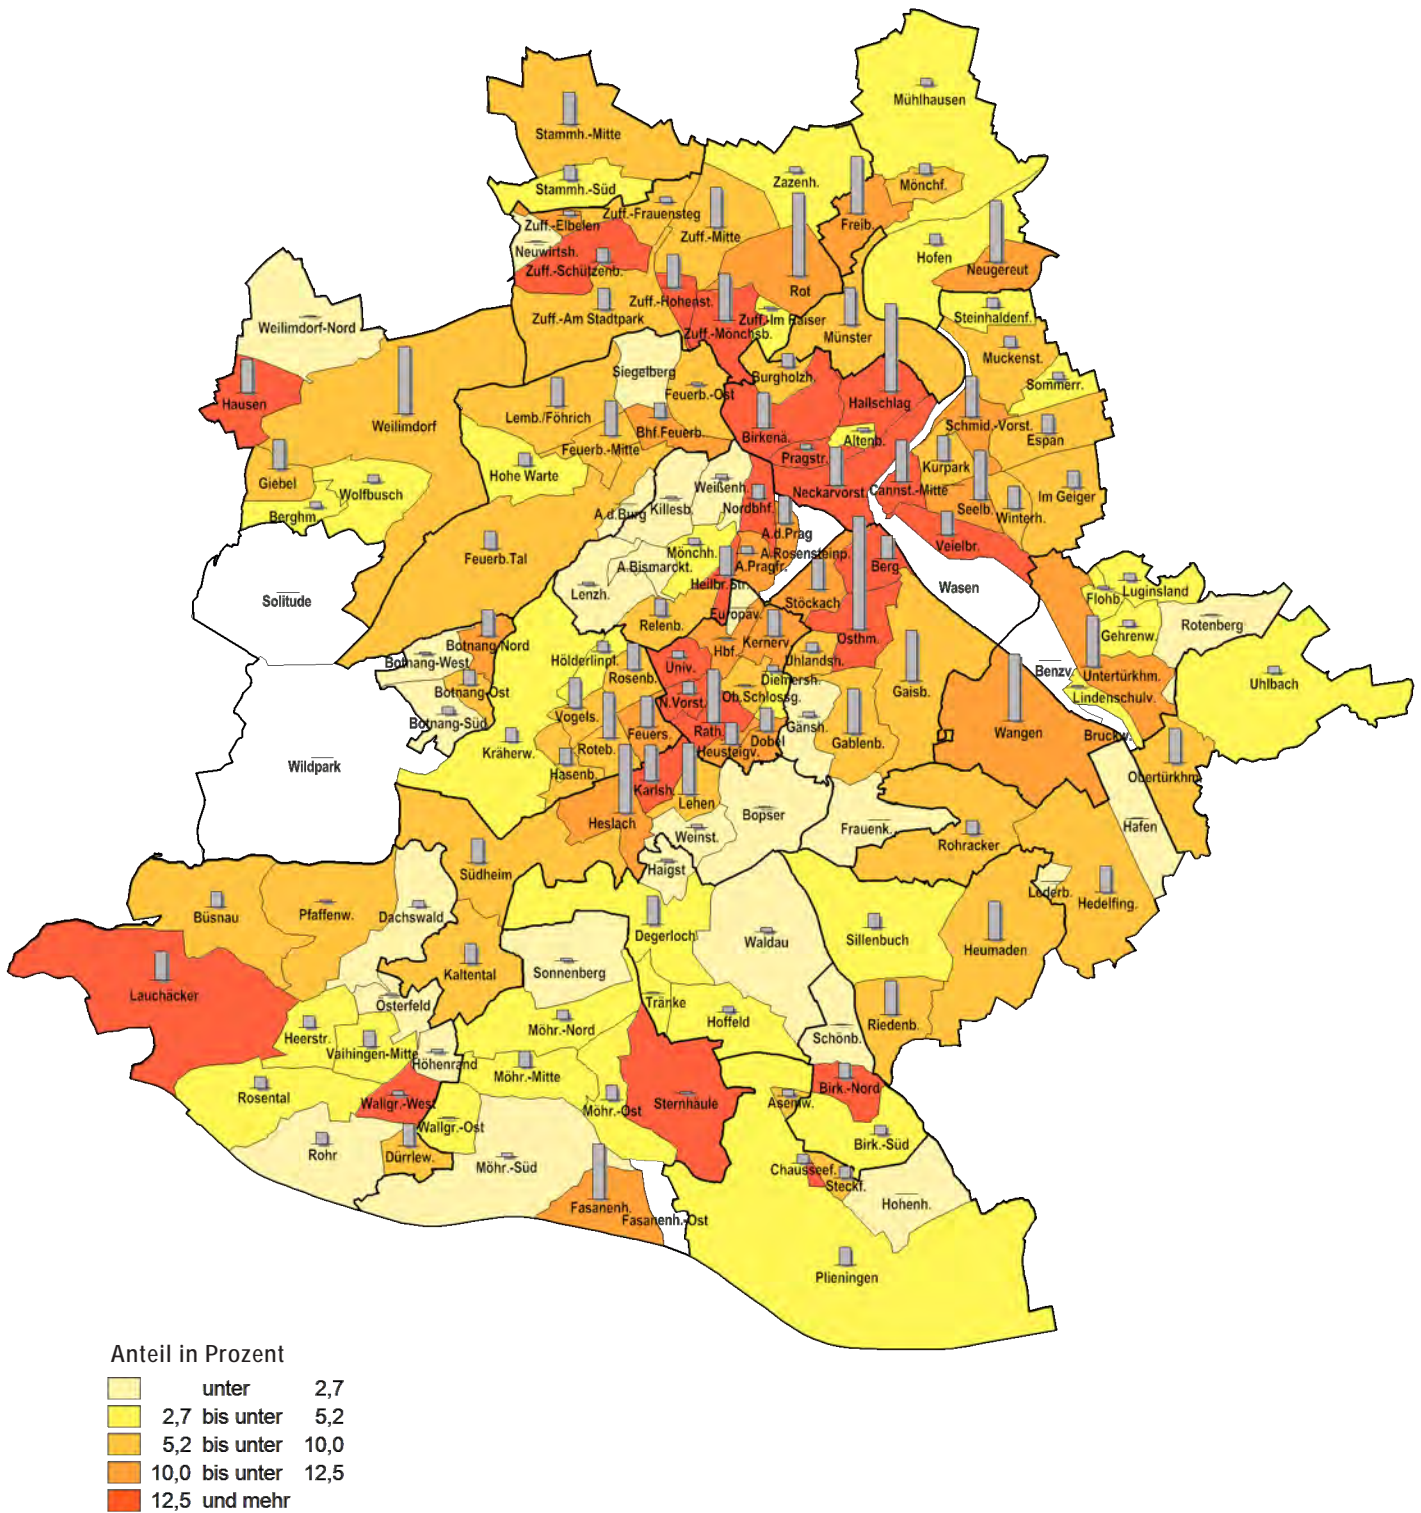 Mühlhausen
Stammh.-Mitte
Zazenh.
Mönchf.
Stammh.-Süd
Zuff.-Frauensteg
Zuff.-Elbelen
Freib.
Zuff.-Mitte
Neuwirtsh.
Hofen
Zuff.-Schützenb.
Neugereut
Rot
Zuff.-Hohenst.
Zuff.-Am Stadtpark
Zuff.-Im Raiser
Steinhaldenf.
Weilimdorf-Nord
Zuff.-Mönchsb.
Münster
Muckenst.
Siegelberg
Burgholzh.
Sommerr.
Feuerb.-Ost
Hausen
Hallschlag
Lemb./Föhrich
Weilimdorf
Schmid.-Vorst.
Bhf.Feuerb.
Birkenä.
Altenb.
Espan
Feuerb.-Mitte
Pragstr.
Kurpark
Hohe Warte
Giebel
Wolfbusch
Weißenh.
Neckarvorst.
Cannst.-Mitte
Im Geiger
Killesb.
Nordbhf.
Seelb.
Berghm.
A.d.Burg
Winterh.
A.d.Prag
Veielbr.
Mönchh.
A.Rosensteinp.
Feuerb.Tal
A.Bismarckt.
A.Pragfr.
Berg
Heilbr.Str.
Wasen
Luginsland
Lenzh.
Flohb.
Solitude
Stöckach
Europav.
Relenb.
Rotenberg
Gehrenw.
Osthm.
Botnang-Nord
Kernerv.
Hbf.
Botnang-West
Hölderlinpl.
Uhlandsh.
Univ.
Benzv.
Rosenb.
Diemersh.
Untertürkhm.
Uhlbach
Botnang-Ost
Gaisb.
Ob.Schlossg.
Lindenschulv.
N.Vorst.
Vogels.
Botnang-Süd
Gänsh.
Rath.
Wangen
Feuers.
Bruckw.
Dobel
Gablenb.
Kräherw.
Roteb.
Heusteigv.
Wildpark
Hasenb.
Obertürkhm.
Karlsh.
Lehen
Bopser
Heslach
Hafen
Frauenk.
Weinst.
Rohracker
Haigst
Südheim
Lederb.
Hedelfing.
Büsnau
Pfaffenw.
Dachswald
Degerloch
Waldau
Sillenbuch
Heumaden
Kaltental
Sonnenberg
Lauchäcker
Österfeld
Tränke
Hoffeld
Riedenb.
Möhr.-Nord
Heerstr.
Schönb.
Vaihingen-Mitte
Höhenrand
Möhr.-Mitte
Birk.-Nord
Rosental
Wallgr.-West
Sternhäule
Asemw.
Möhr.-Ost
Wallgr.-Ost
Birk.-Süd
Rohr
Dürrlew.
Möhr.-Süd
Chausseef.
Steckf.
Hohenh.
Fasanenh.
Fasanenh.-Ost
Plieningen
Anteil in Prozent
unter 2,7
2,7 bis unter 5,2
5,2 bis unter 10,0
10,0 bis unter 12,5
12,5 und mehr